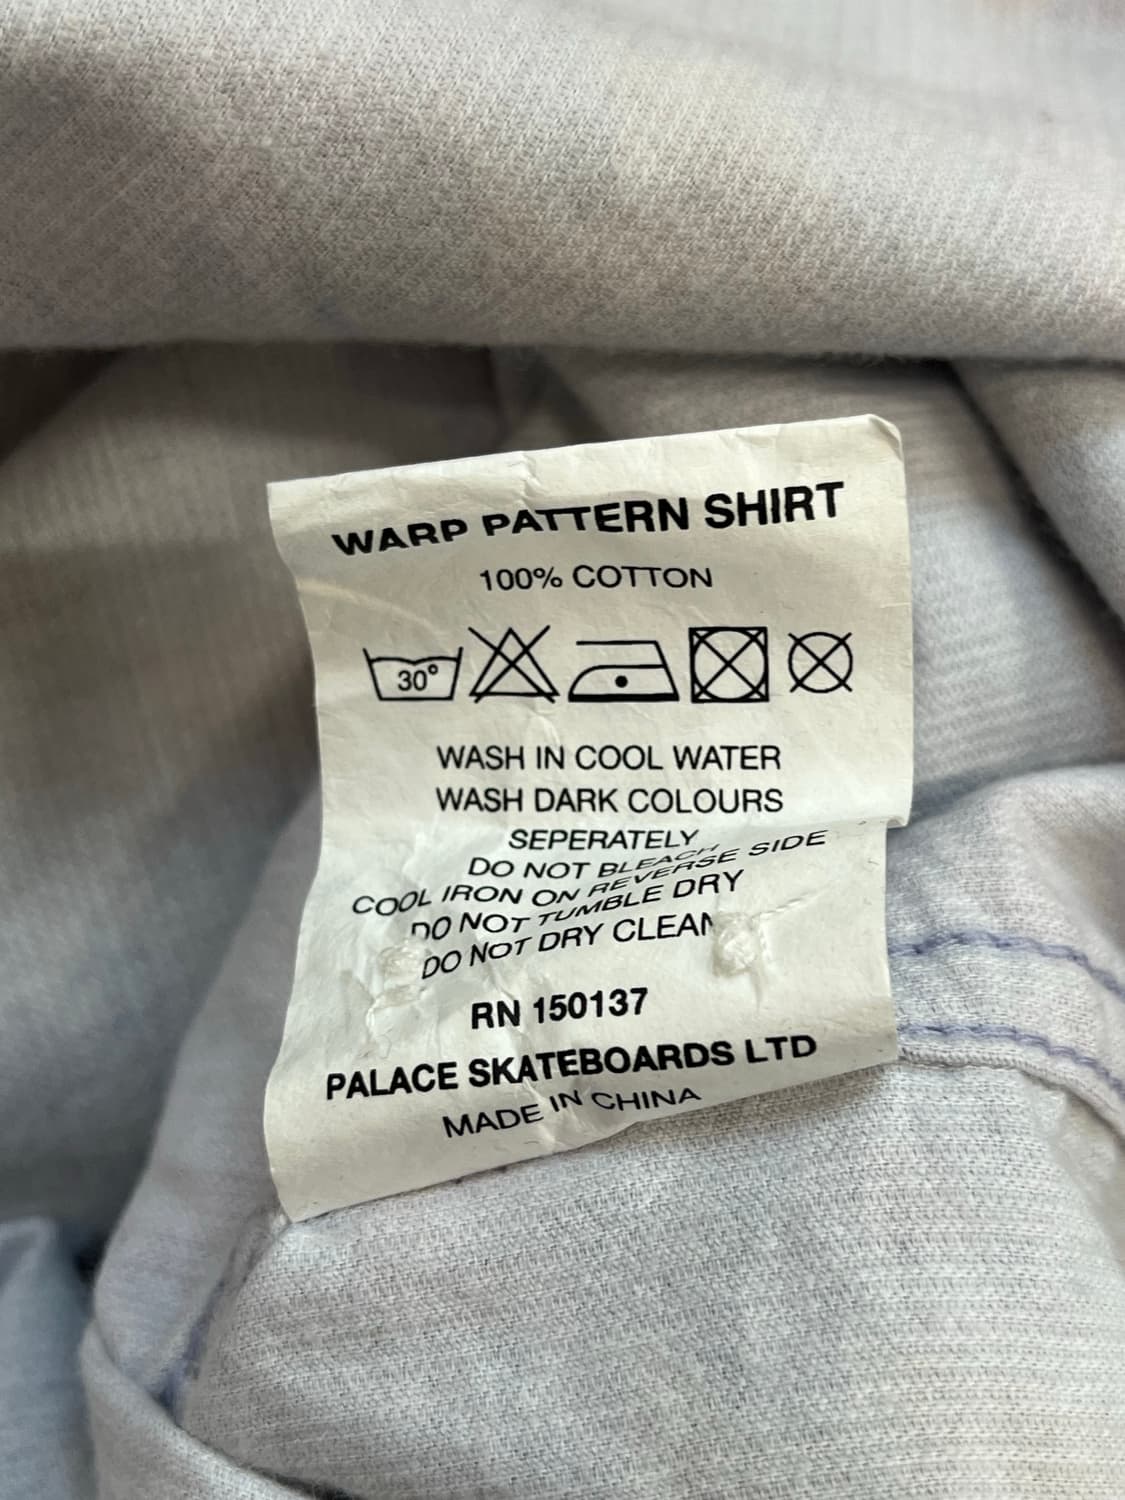 WARP PATTERN SHIRT
100% COTTON
30°
WASH IN COOL WATER
WASH DARK COLOURS
SEPERATELY
DO NOT BLEACH
COOL IRON ON REVERSE SIDE
DO NOT TUMBLE DRY
DO NOT DRY CLEAN
RN 150137
PALACE SKATEBOARDS LTD
MADE IN CHINA